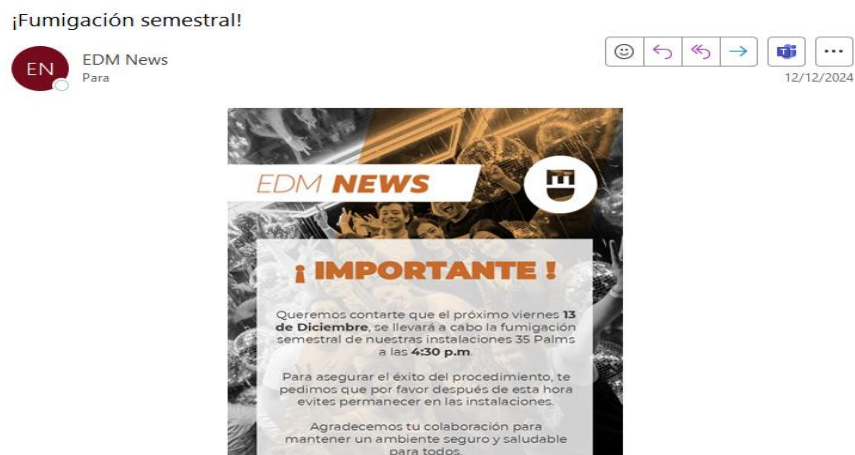 ¡Fumigación semestral!
EN
EDM News
Para
12/12/2024
EDM NEWS
¡ IMPORTANTE !
Queremos contarte que el próximo viernes 13
de Diciembre, se llevará a cabo la fumigación
semestral de nuestras instalaciones 35 Palms
a las 4:30 p.m.
Para asegurar el éxito del procedimiento, te
pedimos que por favor después de esta hora
evites permanecer en las instalaciones.
Agradecemos tu colaboración para
mantener un ambiente seguro y saludable
para todos.